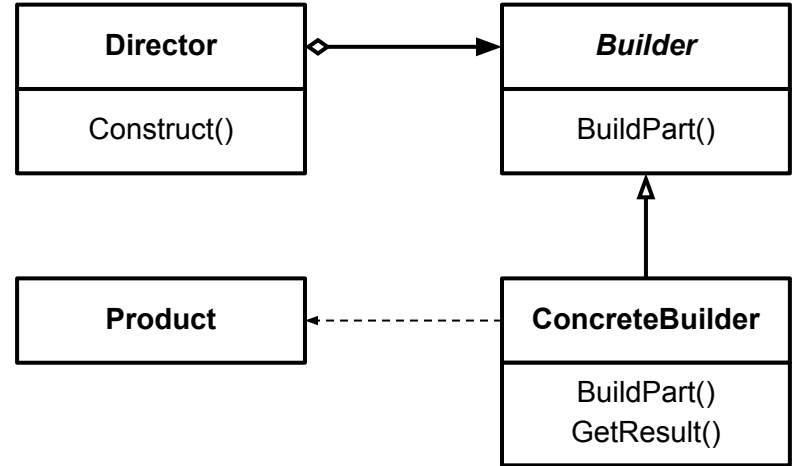 Director
Construct()
Builder
BuildPart()
Product
ConcreteBuilder
BuildPart()
GetResult()